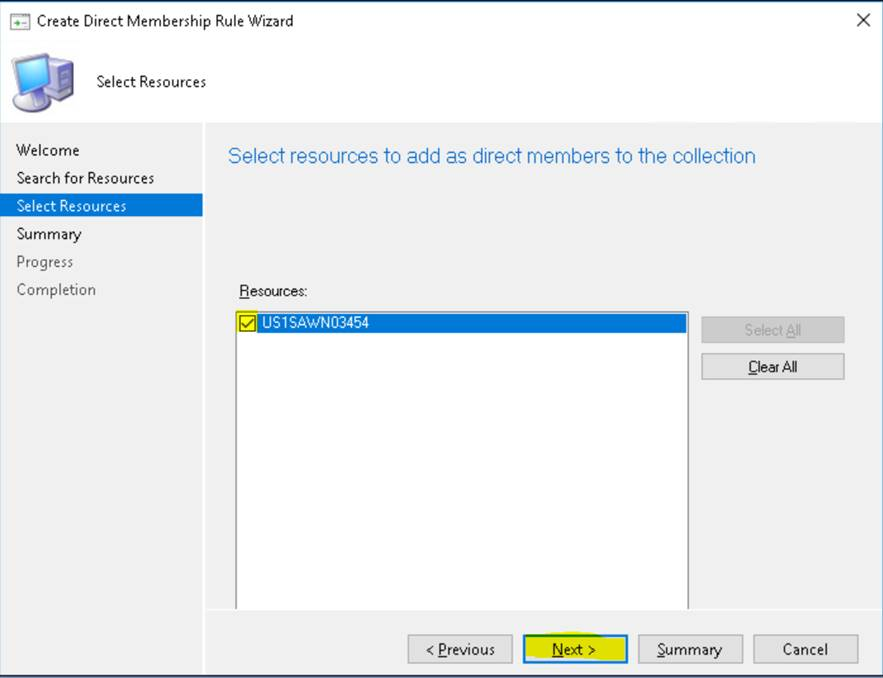 Create Direct Membership Rule Wizard
Select Resources
Welcome
Search for Resources
Select Resources
Summary
Progress
Completion
Select resources to add as direct members to the collection
Resources:
US1SAWN03454
Select All
Clear All
< Previous
Next >
Summary
Cancel